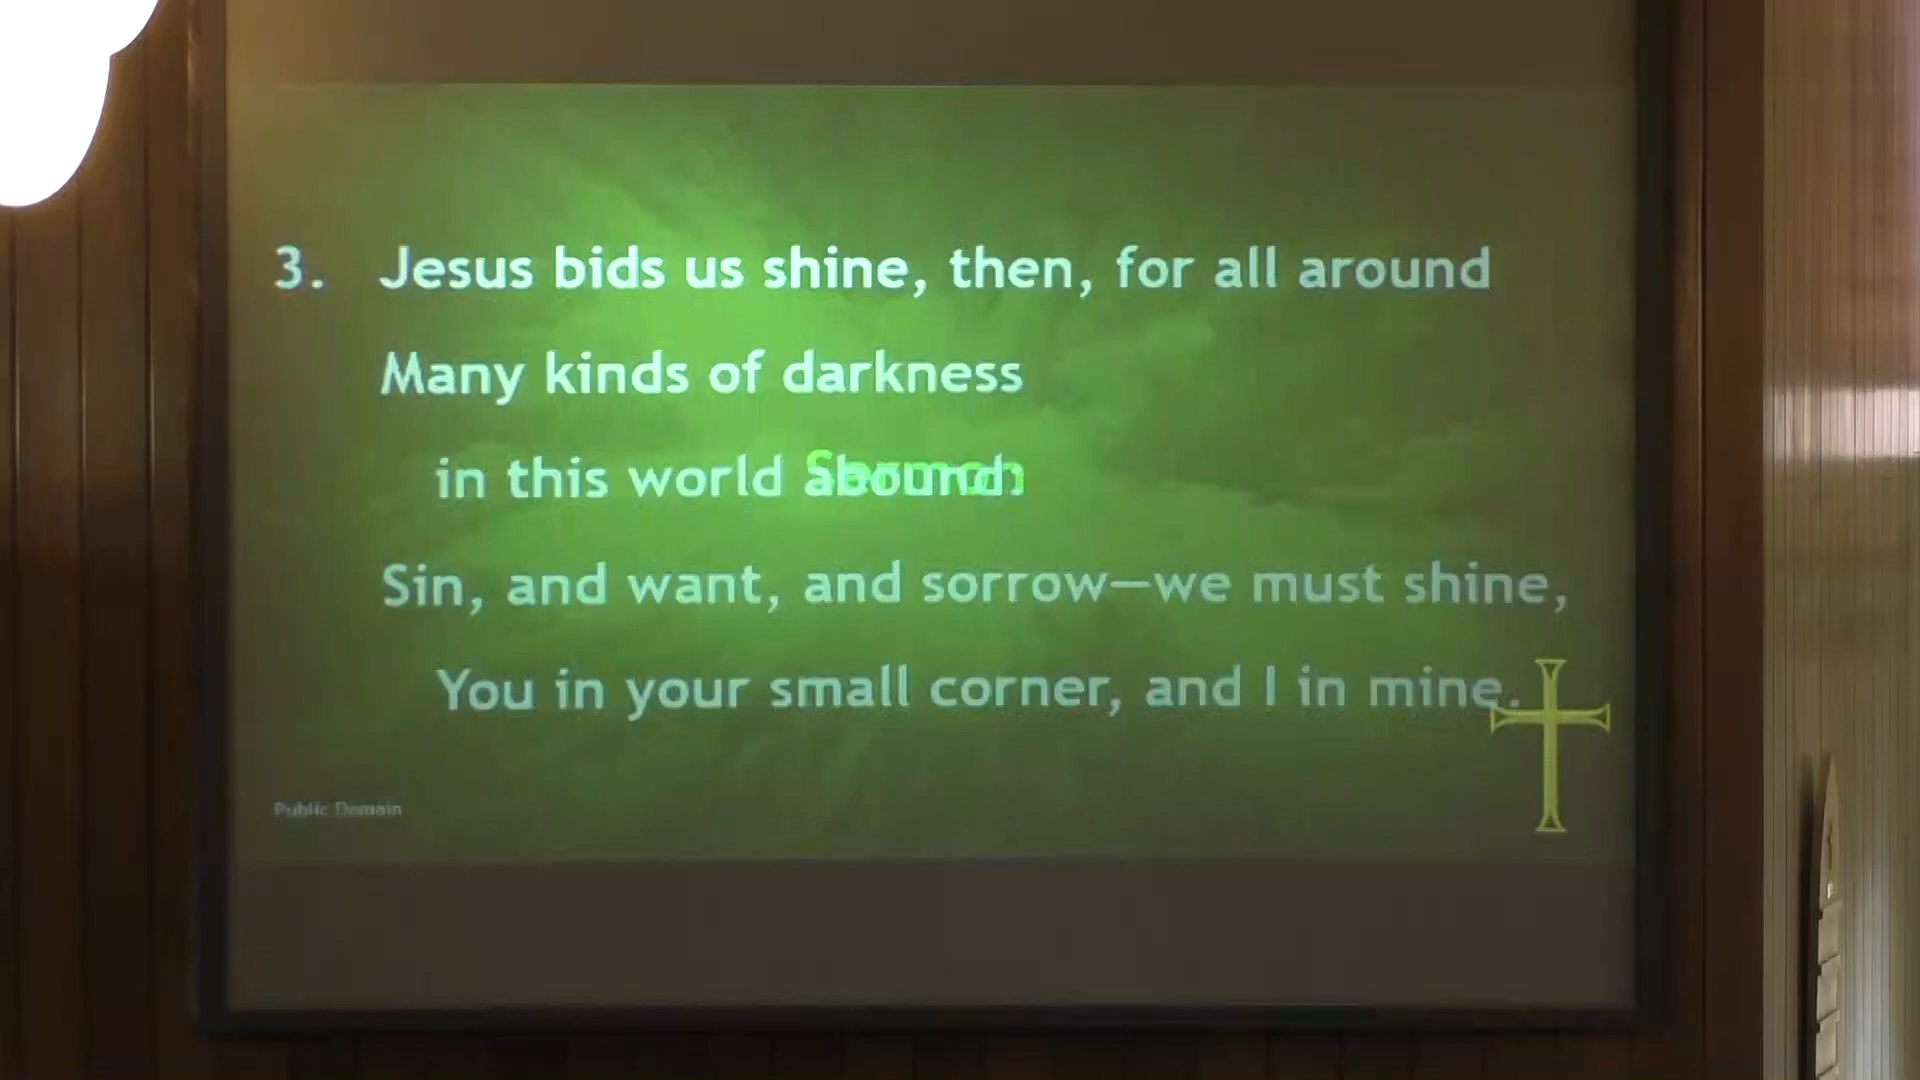 3. Jesus bids us shine, then, for all around
Many kinds of darkness
in this world abound:
Sermon
Sin, and want, and sorrow—we must shine,
You in your small corner, and I in mine.
Public Domain